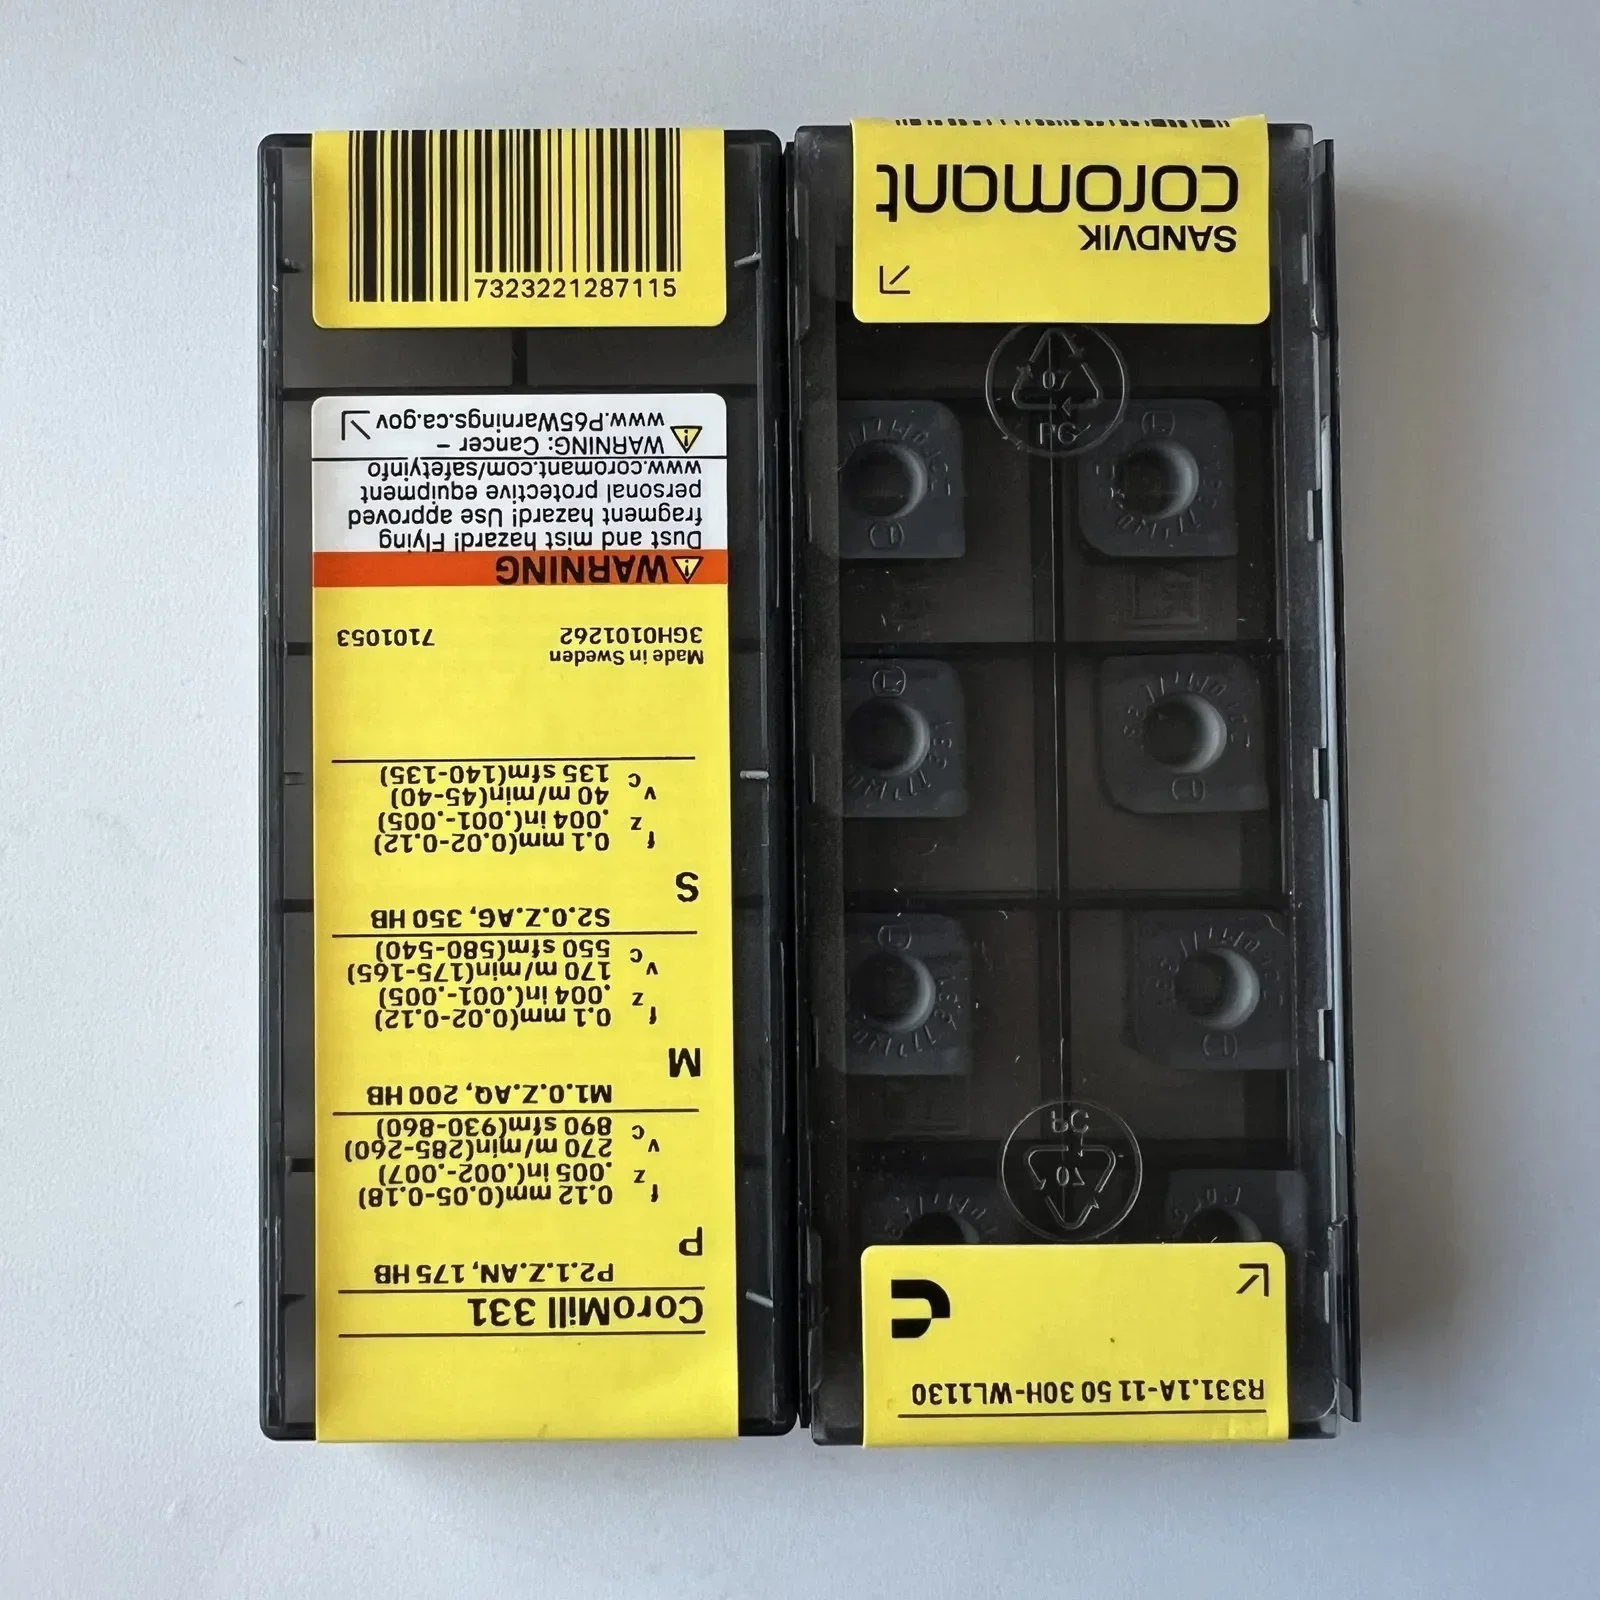 CoroMill 331
P2.1.Z.AN, 175 HB
P
f z 0.12 mm(0.05-0.18)
.005 in(.002-.007)
v c 270 m/min(285-260)
890 sfm(930-860)
M1.0.Z.AQ, 200 HB
M
f z 0.1 mm(0.02-0.12)
.004 in(.001-.005)
v c 170 m/min(175-165)
550 sfm(580-540)
S2.0.Z.AG, 350 HB
S
f z 0.1 mm(0.02-0.12)
.004 in(.001-.005)
v c 40 m/min(45-40)
135 sfm(140-135)
Made in Sweden
3GH0101262 7101053
WARNING
Dust and mist hazard! Flying
fragment hazard! Use approved
personal protective equipment
www.coromant.com/safetyinfo
WARNING: Cancer –
www.P65Warnings.ca.gov
7323221287115
R331.1A-11 50 30H-WL1130
SANDVIK
coromant
07
PC
07
PC